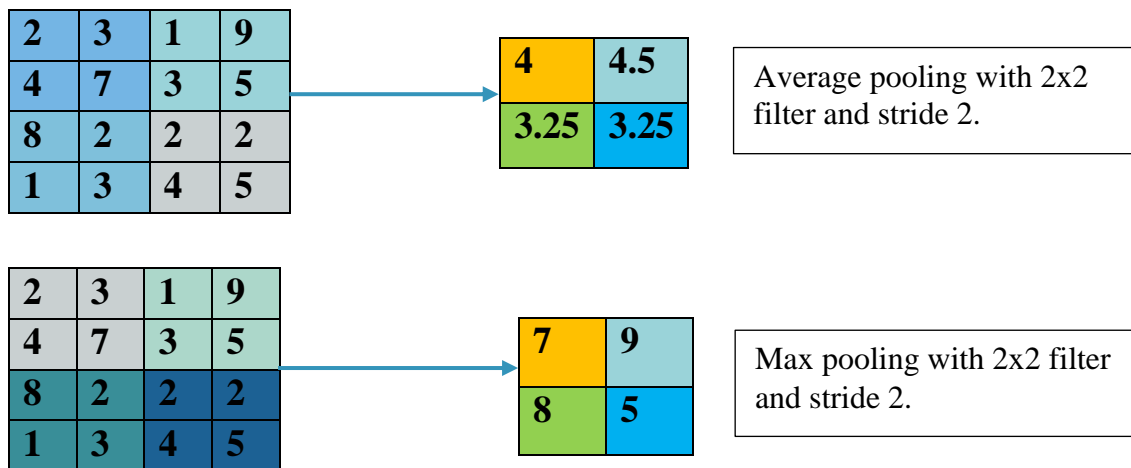 2 3 1 9
4 7 3 5
8 2 2 2
1 3 4 5
4 4.5
3.25 3.25
Average pooling with 2x2
filter and stride 2.
2 3 1 9
4 7 3 5
8 2 2 2
1 3 4 5
7 9
8 5
Max pooling with 2x2 filter
and stride 2.